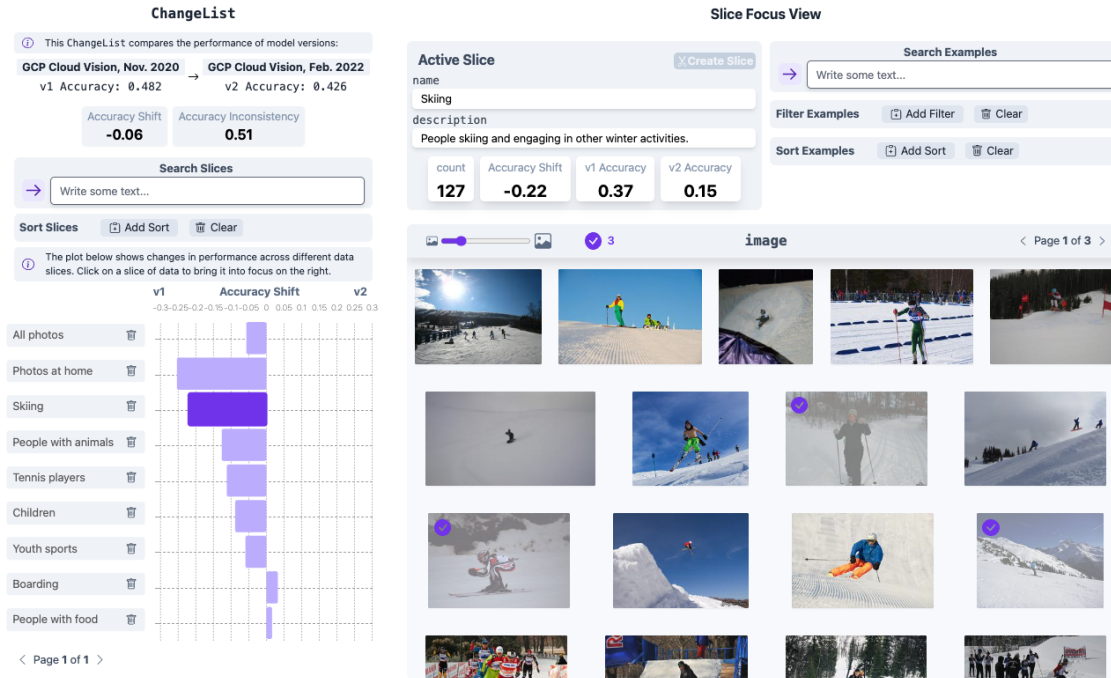 ChangeList
This ChangeList compares the performance of model versions:
GCP Cloud Vision, Nov. 2020 → GCP Cloud Vision, Feb. 2022
v1 Accuracy: 0.482 v2 Accuracy: 0.426
Accuracy Shift Accuracy Inconsistency
-0.06 0.51
Search Slices
Write some text...
Sort Slices Add Sort Clear
The plot below shows changes in performance across different data
slices. Click on a slice of data to bring it into focus on the right.
v1 Accuracy Shift v2
-0.3-0.25-0.2-0.15-0.1-0.05 0 0.05 0.1 0.15 0.2 0.25 0.3
All photos
Photos at home
Skiing
People with animals
Tennis players
Children
Youth sports
Boarding
People with food
Page 1 of 1
Slice Focus View
Active Slice Create Slice
name
Skiing
description
People skiing and engaging in other winter activities.
count Accuracy Shift v1 Accuracy v2 Accuracy
127 -0.22 0.37 0.15
Search Examples
Write some text...
Filter Examples Add Filter Clear
Sort Examples Add Sort Clear
3 image Page 1 of 3